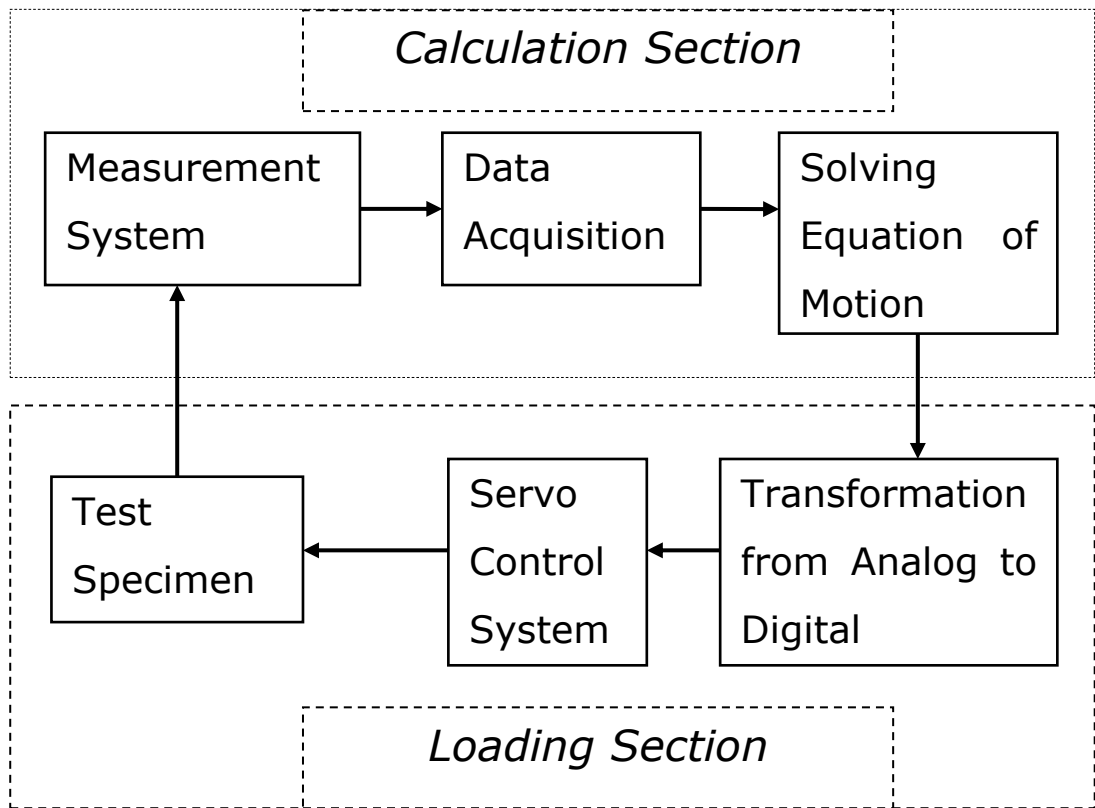 Calculation Section
Measurement
System
Data
Acquisition
Solving
Equation of
Motion
Test
Specimen
Servo
Control
System
Transformation
from Analog to
Digital
Loading Section